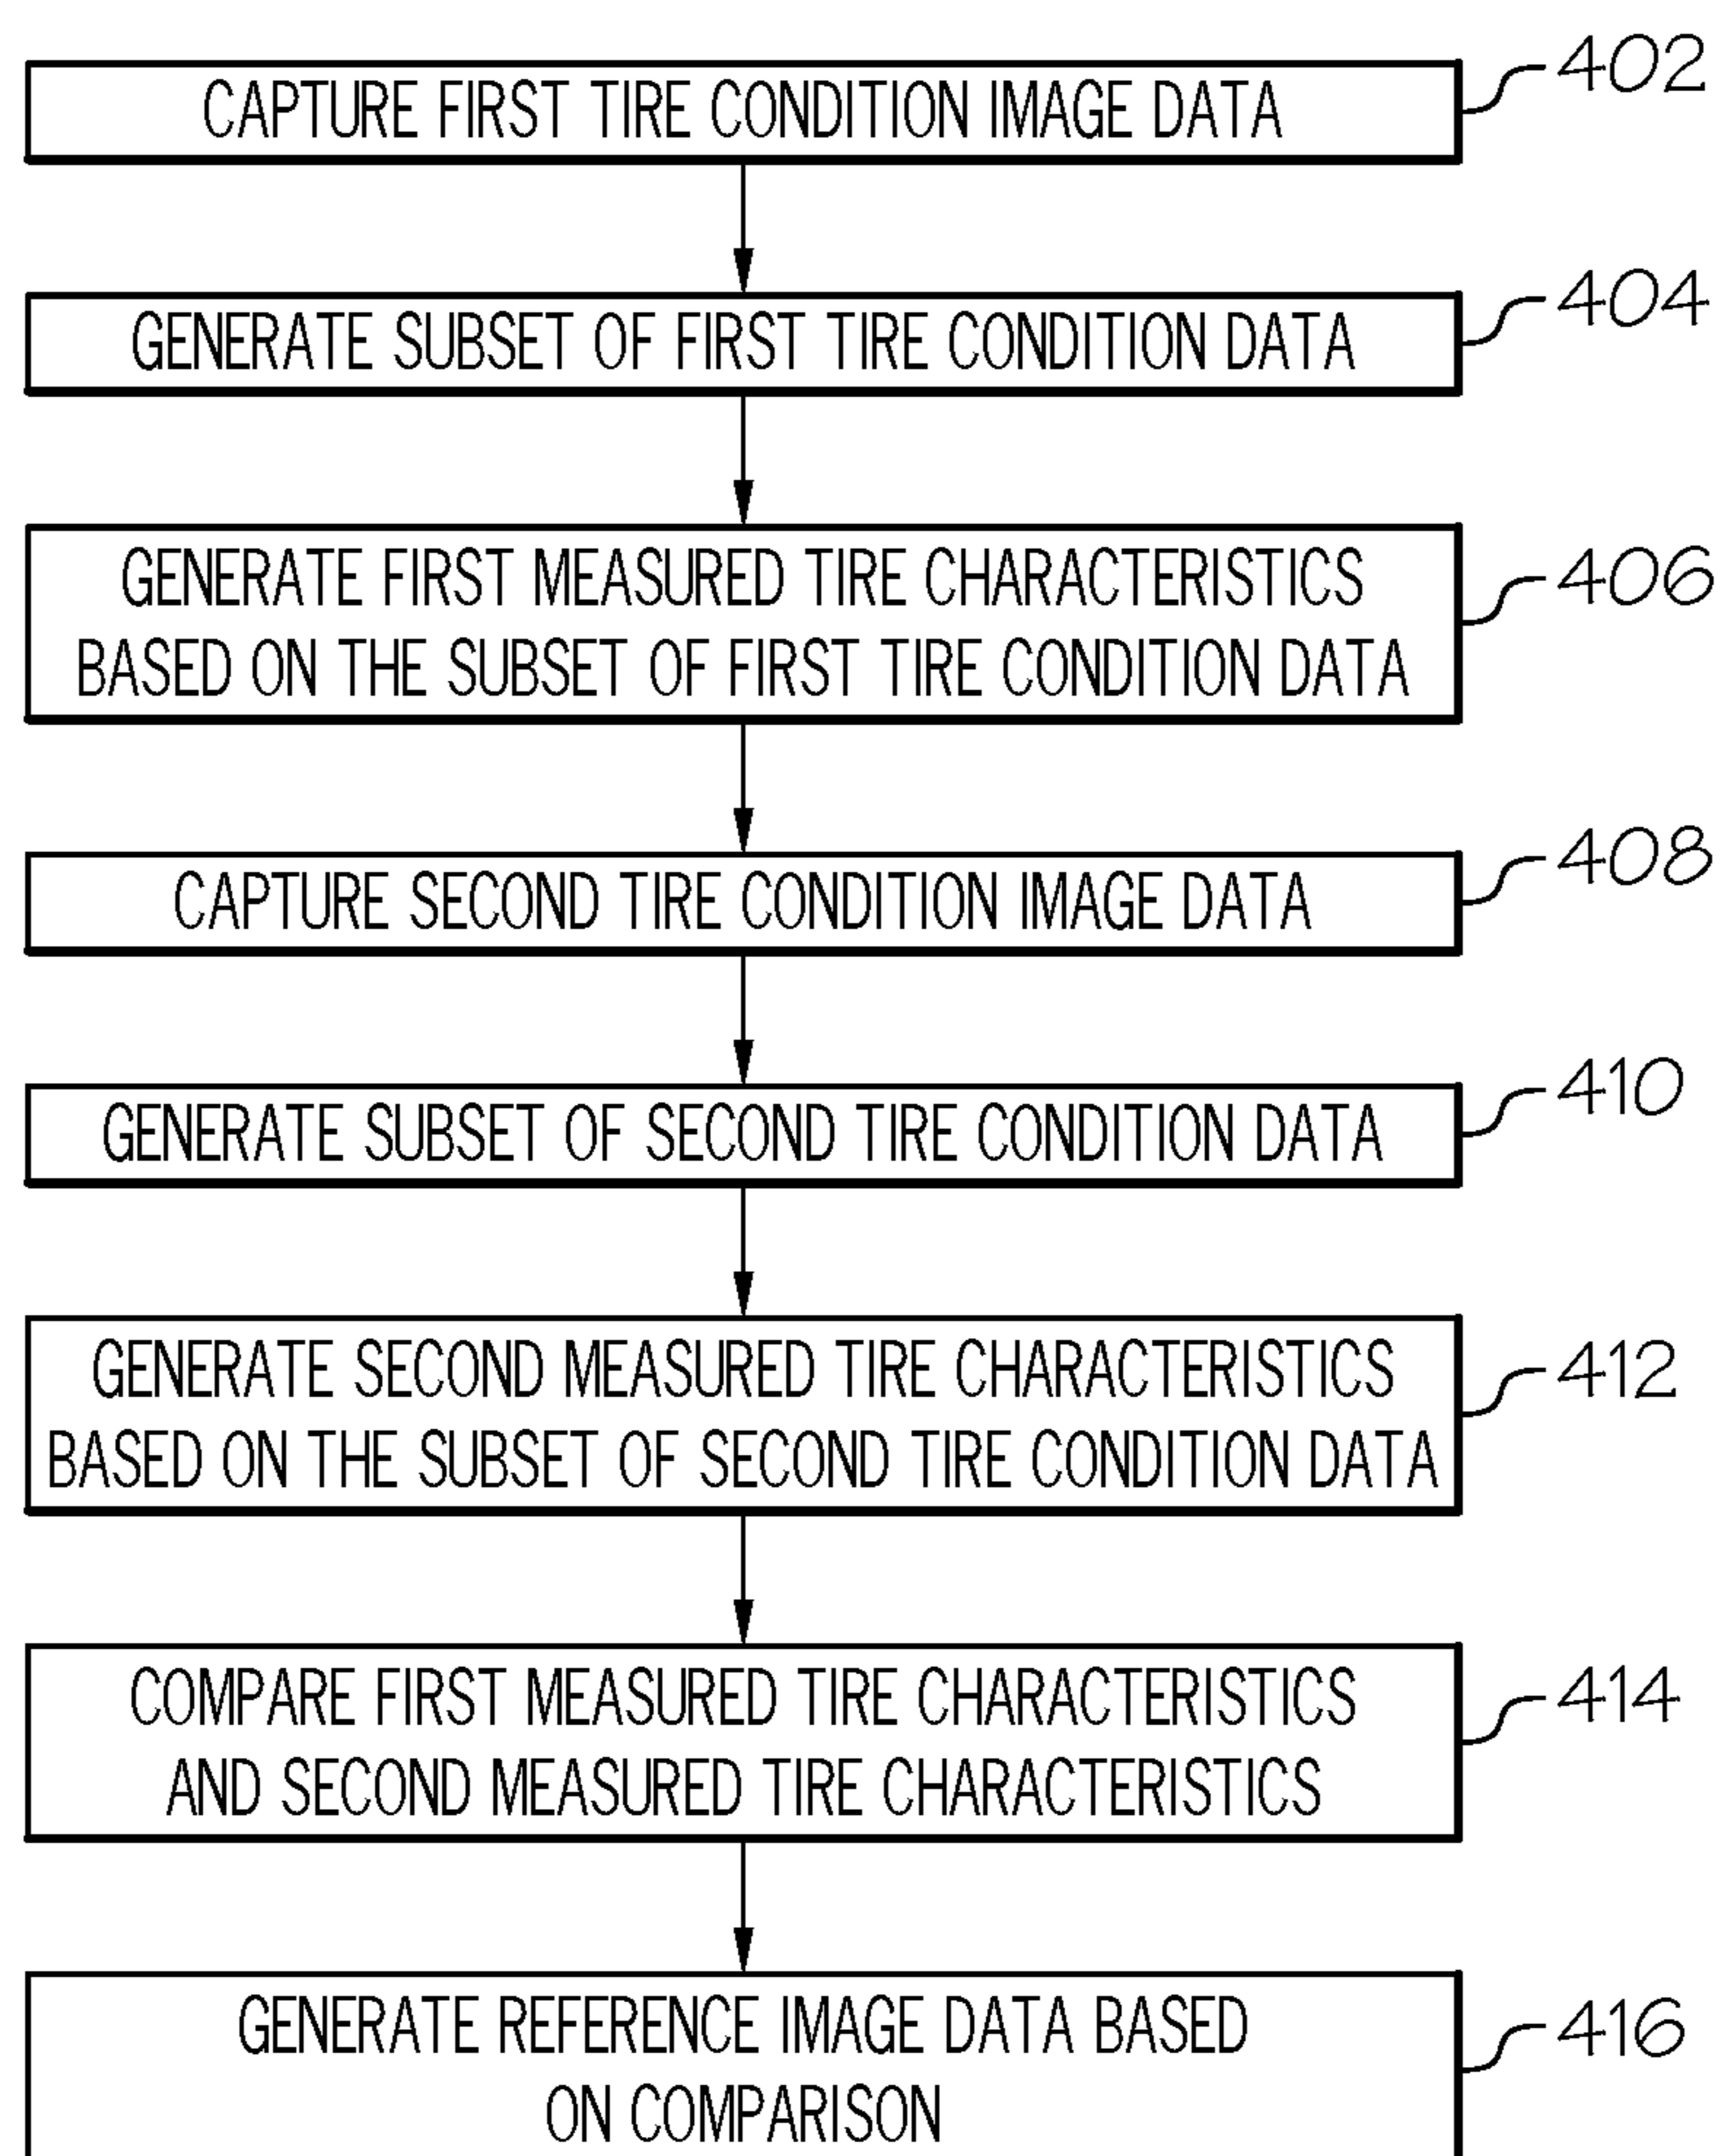 CAPTURE FIRST TIRE CONDITION IMAGE DATA
402
GENERATE SUBSET OF FIRST TIRE CONDITION DATA
404
GENERATE FIRST MEASURED TIRE CHARACTERISTICS
BASED ON THE SUBSET OF FIRST TIRE CONDITION DATA
406
CAPTURE SECOND TIRE CONDITION IMAGE DATA
408
GENERATE SUBSET OF SECOND TIRE CONDITION DATA
410
GENERATE SECOND MEASURED TIRE CHARACTERISTICS
BASED ON THE SUBSET OF SECOND TIRE CONDITION DATA
412
COMPARE FIRST MEASURED TIRE CHARACTERISTICS
AND SECOND MEASURED TIRE CHARACTERISTICS
414
GENERATE REFERENCE IMAGE DATA BASED
ON COMPARISON
416